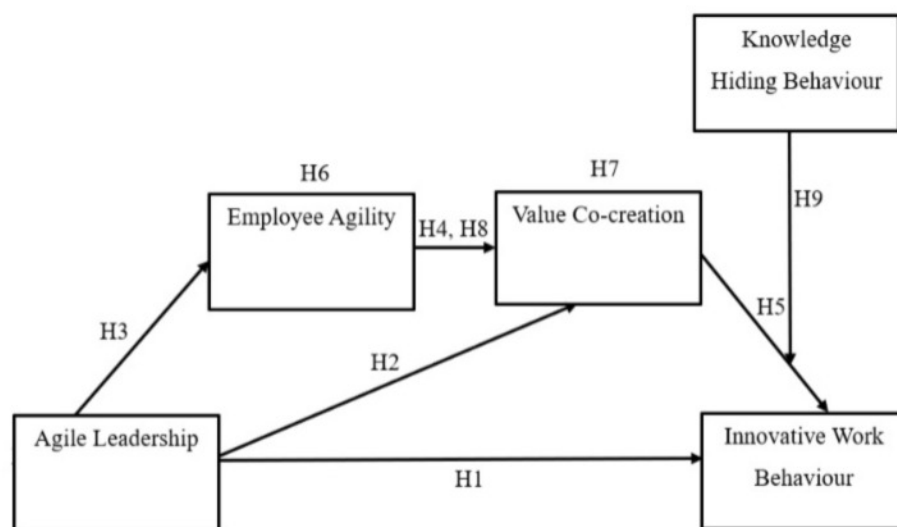 Knowledge
Hiding Behaviour
H6
H7
Employee Agility
H4, H8
Value Co-creation
H9
H3
H2
H5
Agile Leadership
H1
Innovative Work
Behaviour